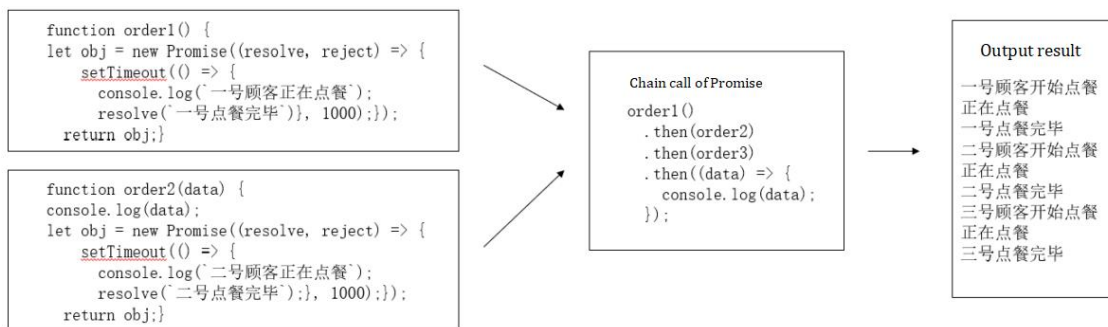 function order1() {
let obj = new Promise((resolve, reject) => {
setTimeout(() => {
console.log(`一号顾客正在点餐`);
resolve(`一号点餐完毕`)}, 1000);});
return obj;}
function order2(data) {
console.log(data);
let obj = new Promise((resolve, reject) => {
setTimeout(() => {
console.log(`二号顾客正在点餐`);
resolve(`二号点餐完毕`);}, 1000);});
return obj;}
Chain call of Promise
order1()
.then(order2)
.then(order3)
.then((data) => {
console.log(data);
});
Output result
一号顾客开始点餐
正在点餐
一号点餐完毕
二号顾客开始点餐
正在点餐
二号点餐完毕
三号顾客开始点餐
正在点餐
三号点餐完毕